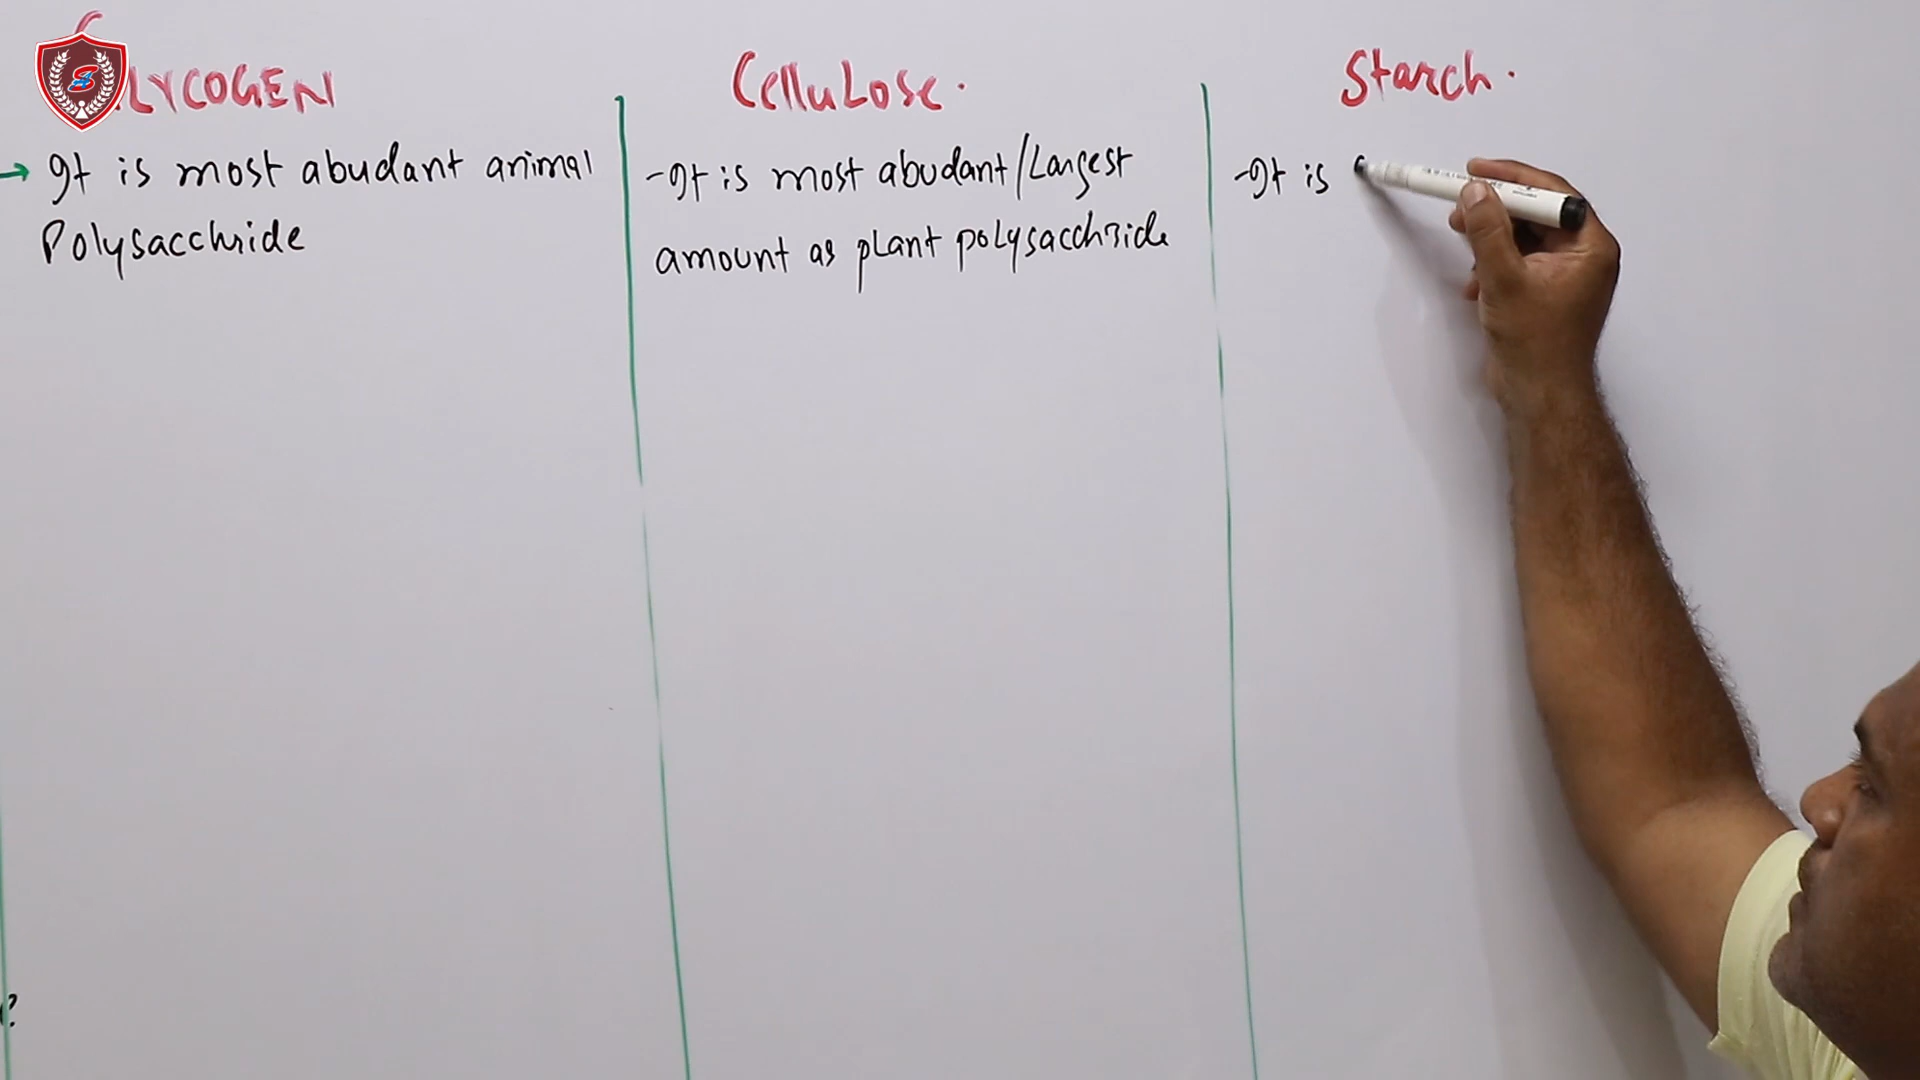 GLYCOGEN
→ It is most abudant animal
Polysacchride
CelluLose.
- It is most abudant/Largest
amount as plant polysacchride
Starch.
- It is